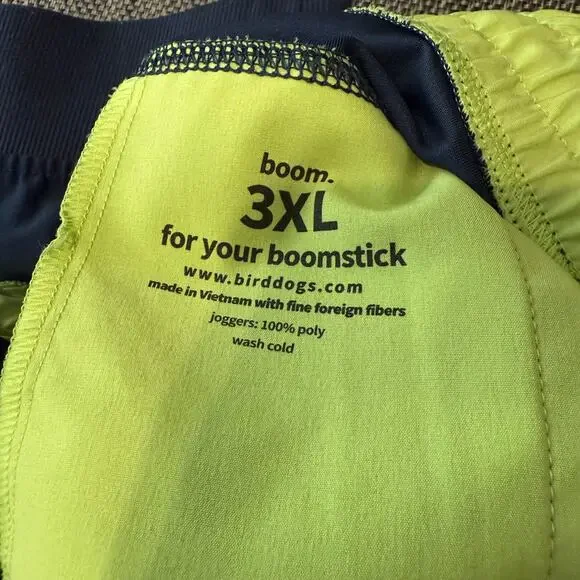 boom.
3XL
for your boomstick
www.birddogs.com
made in Vietnam with fine foreign fibers
joggers: 100% poly
wash cold